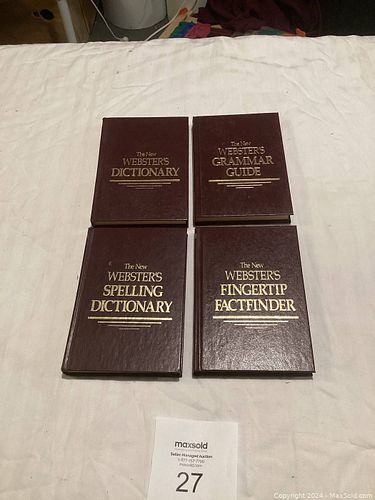 The New
WEBSTER'S
DICTIONARY
The New
WEBSTER'S
GRAMMAR
GUIDE
The New
WEBSTER'S
SPELLING
DICTIONARY
The New
WEBSTER'S
FINGERTIP
FACTFINDER
maxsold
Seller Managed Auction
27
Copyright 2024 - MaxSold.com